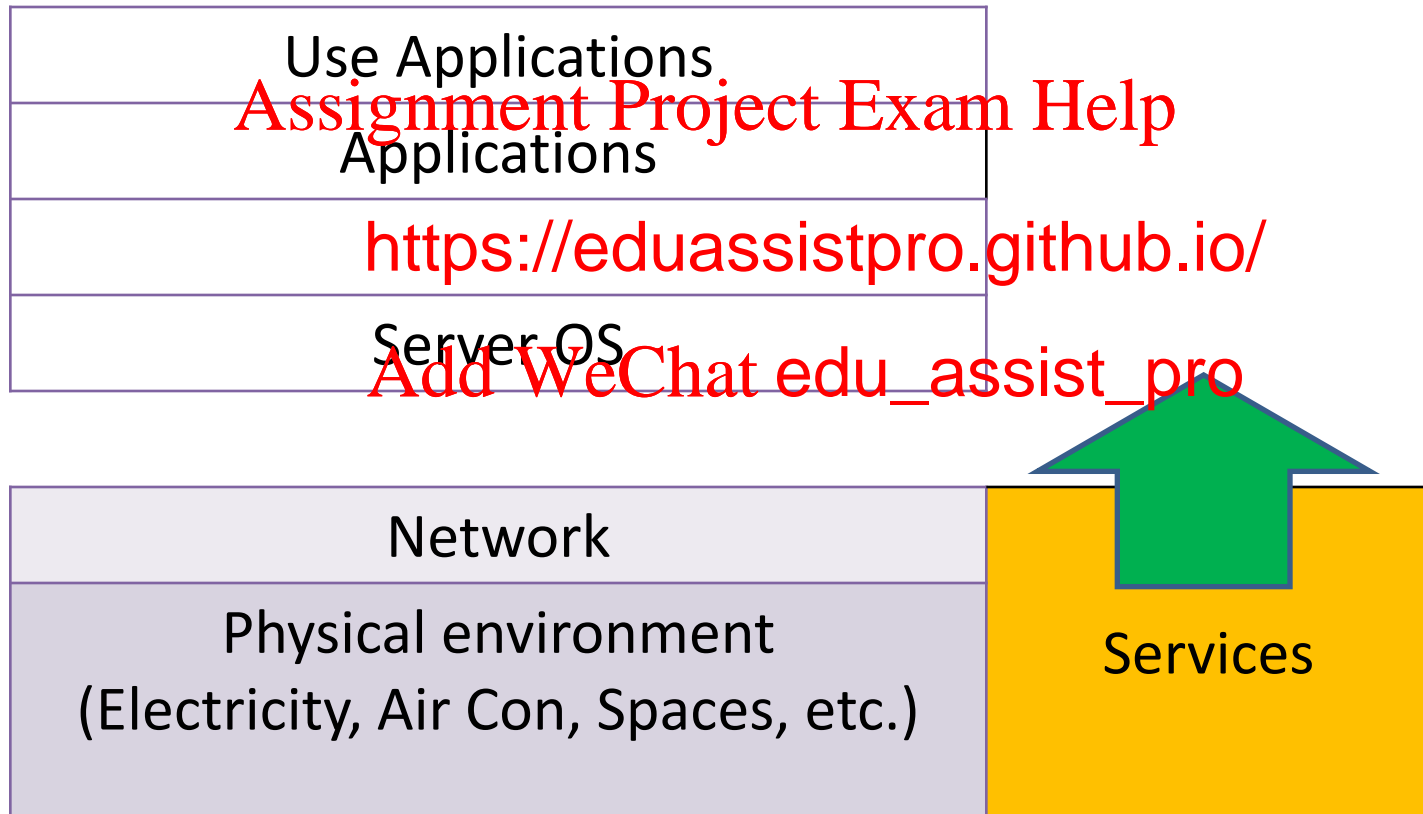 Use Applications
Assignment Project Exam Help
Applications
https://eduassistpro.github.io/
Server OS
Add WeChat edu_assist_pro
Network
Physical environment
(Electricity, Air Con, Spaces, etc.)
Services